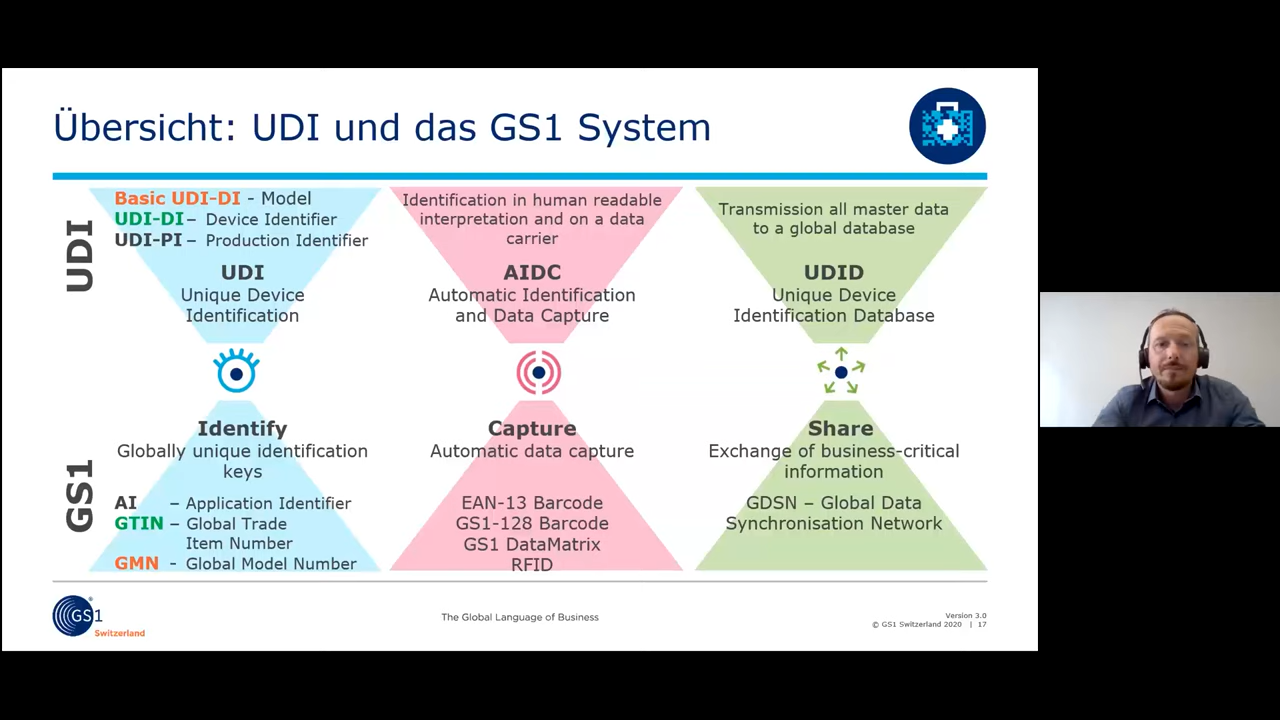 Übersicht: UDI und das GS1 System
UDI
Basic UDI-DI - Model
UDI-DI – Device Identifier
UDI-PI – Production Identifier
UDI
Unique Device
Identification
Identification in human readable
interpretation and on a data
carrier
AIDC
Automatic Identification
and Data Capture
Transmission all master data
to a global database
UDID
Unique Device
Identification Database
GS1
Identify
Globally unique identification
keys
AI – Application Identifier
GTIN – Global Trade
Item Number
GMN - Global Model Number
Capture
Automatic data capture
EAN-13 Barcode
GS1-128 Barcode
GS1 DataMatrix
RFID
Share
Exchange of business-critical
information
GDSN – Global Data
Synchronisation Network
GS1
®
Switzerland
The Global Language of Business
Version 3.0
© GS1 Switzerland 2020 | 17